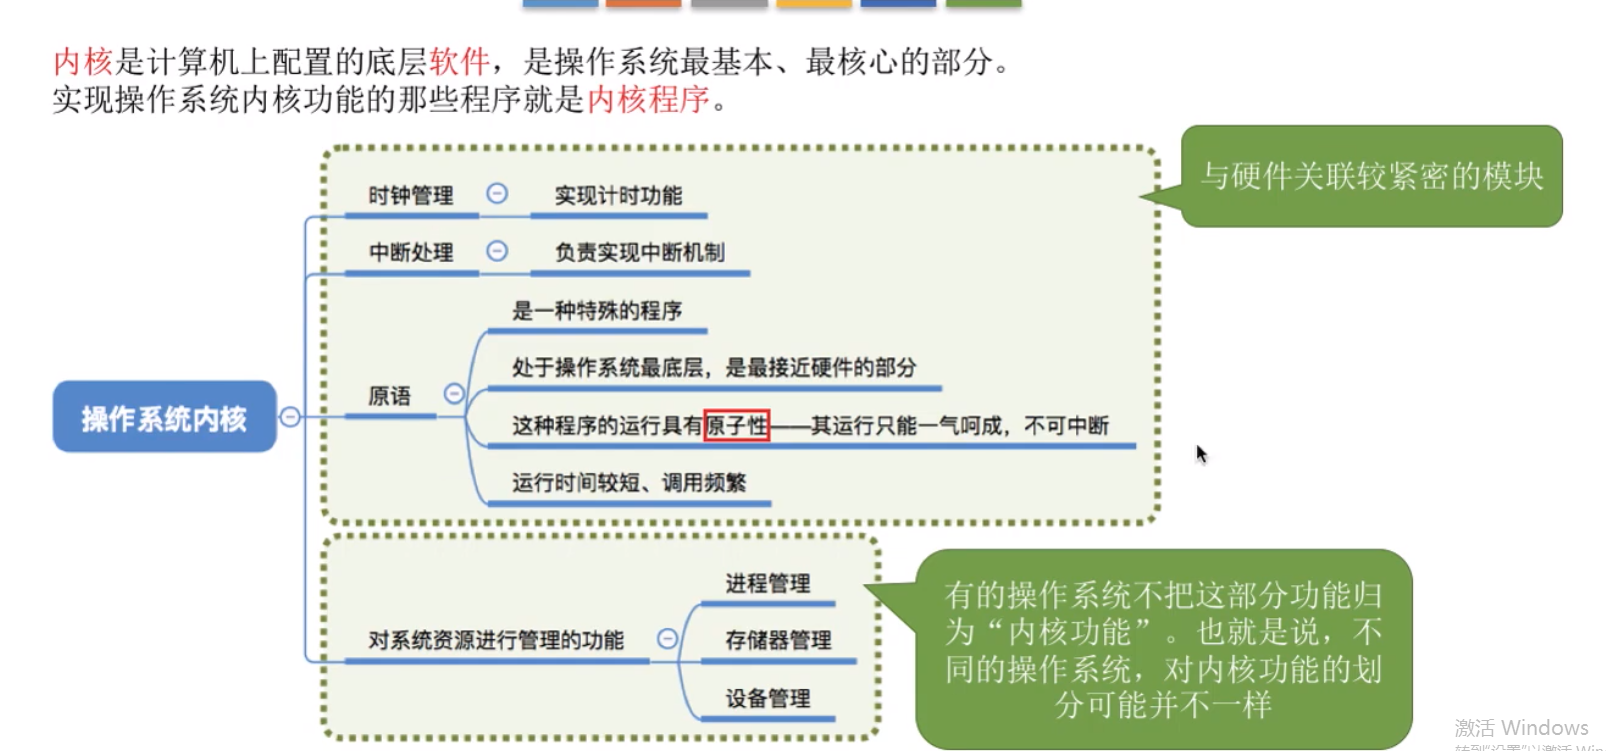 内核是计算机上配置的底层软件，是操作系统最基本、最核心的部分。
实现操作系统内核功能的那些程序就是内核程序。
与硬件关联较紧密的模块
时钟管理
实现计时功能
中断处理
负责实现中断机制
是一种特殊的程序
处于操作系统最底层，是最接近硬件的部分
原语
这种程序的运行具有原子性——其运行只能一气呵成，不可中断
运行时间较短、调用频繁
操作系统内核
进程管理
对系统资源进行管理的功能
存储器管理
设备管理
有的操作系统不把这部分功能归
为“内核功能”。也就是说，不
同的操作系统，对内核功能的划
分可能并不一样
激活 Windows
转到"设置"以激活 Win